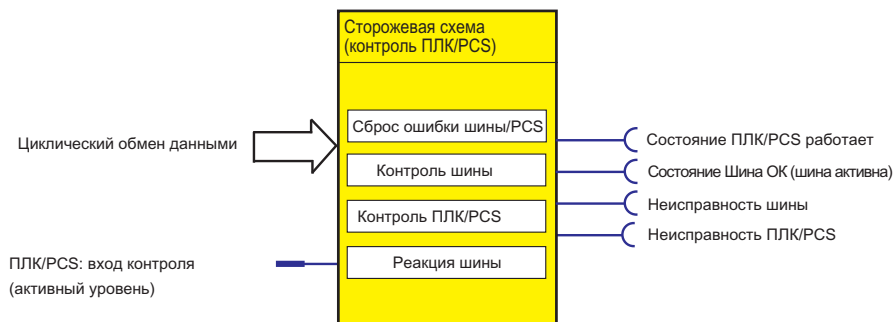 Сторожевая схема
(контроль ПЛК/PCS)
Сброс ошибки шины/PCS
Циклический обмен данными
Контроль шины
Контроль ПЛК/PCS
Реакция шины
Состояние ПЛК/PCS работает
Состояние Шина ОК (шина активна)
Неисправность шины
Неисправность ПЛК/PCS
ПЛК/PCS: вход контроля
(активный уровень)